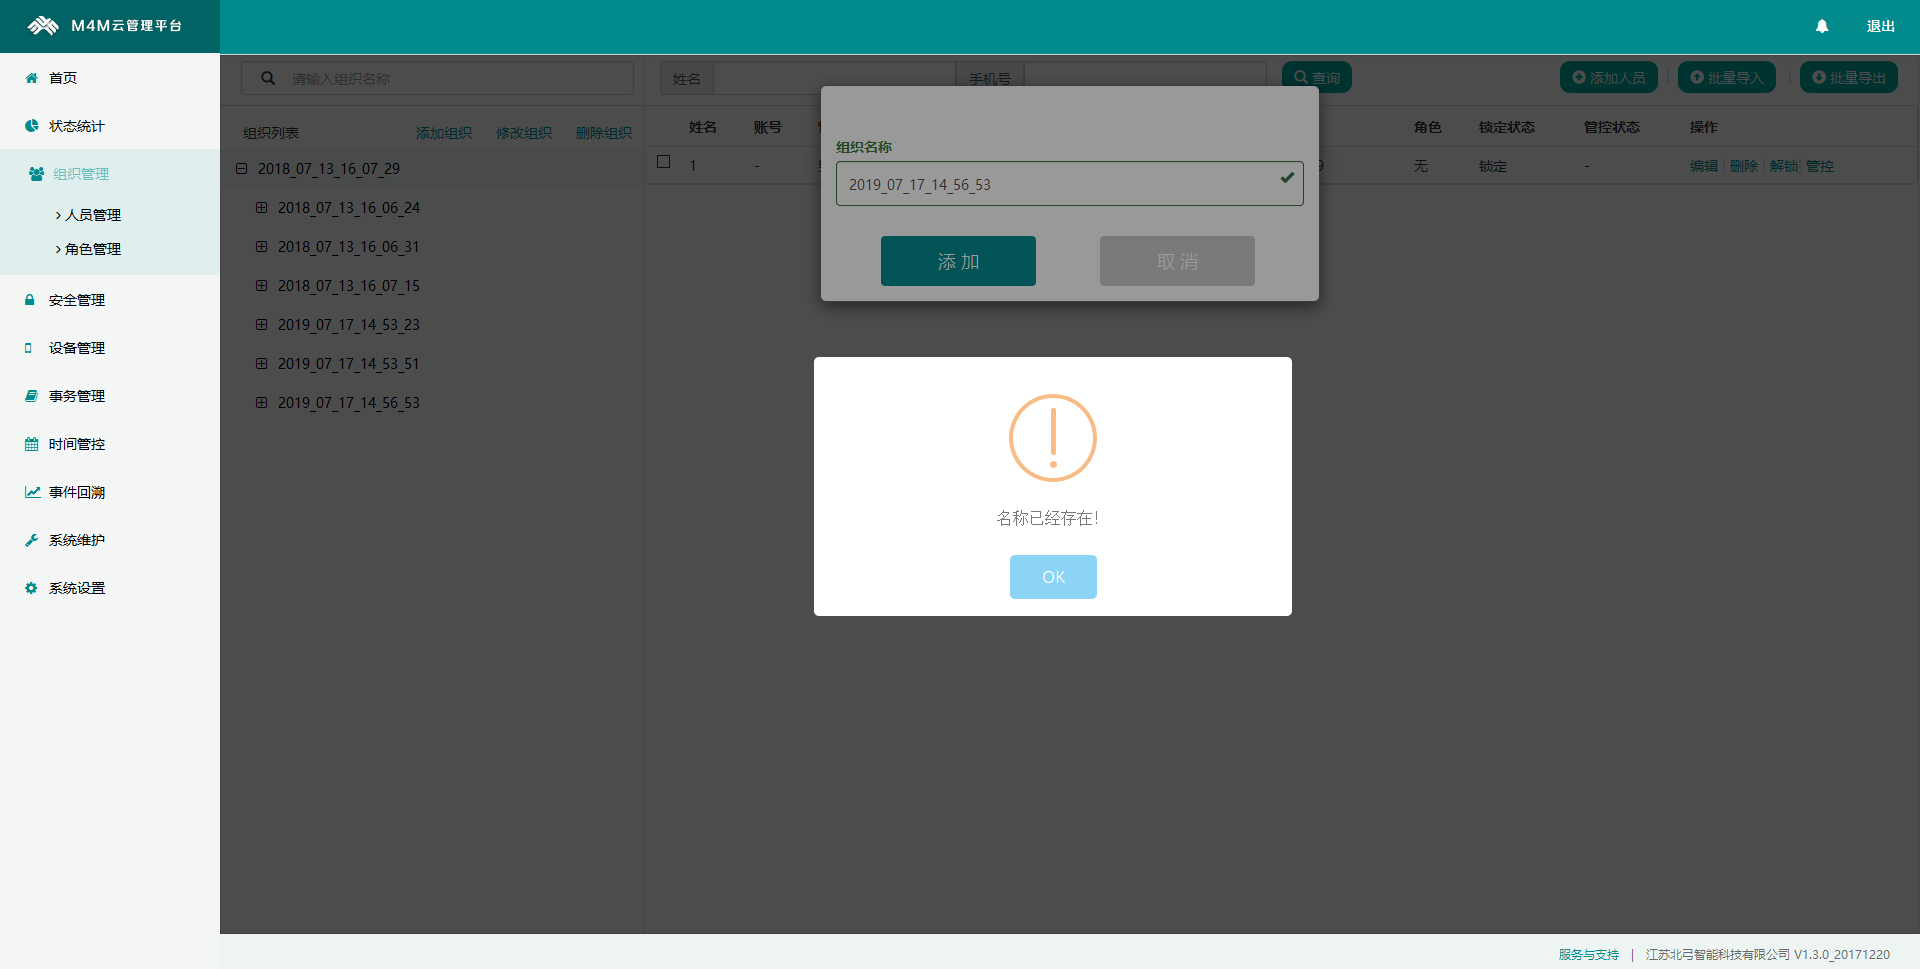 M4M云管理平台
退出
首页
状态统计
组织管理
人员管理
角色管理
安全管理
设备管理
事务管理
时间管控
事件回溯
系统维护
系统设置
请输入组织名称
组织列表 添加组织 修改组织 删除组织
2018_07_13_16_07_29
2018_07_13_16_06_24
2018_07_13_16_06_31
2018_07_13_16_07_15
2019_07_17_14_53_23
2019_07_17_14_53_51
2019_07_17_14_56_53
姓名 手机号 查询 添加人员 | 批量导入 | 批量导出
姓名 账号 角色 锁定状态 管控状态 操作
1 - 9 无 锁定 - 编辑 | 删除 | 解锁 | 管控
组织名称
2019_07_17_14_56_53
添加 取消
名称已经存在!
OK
服务与支持 | 江苏北弓智能科技有限公司 V1.3.0_20171220